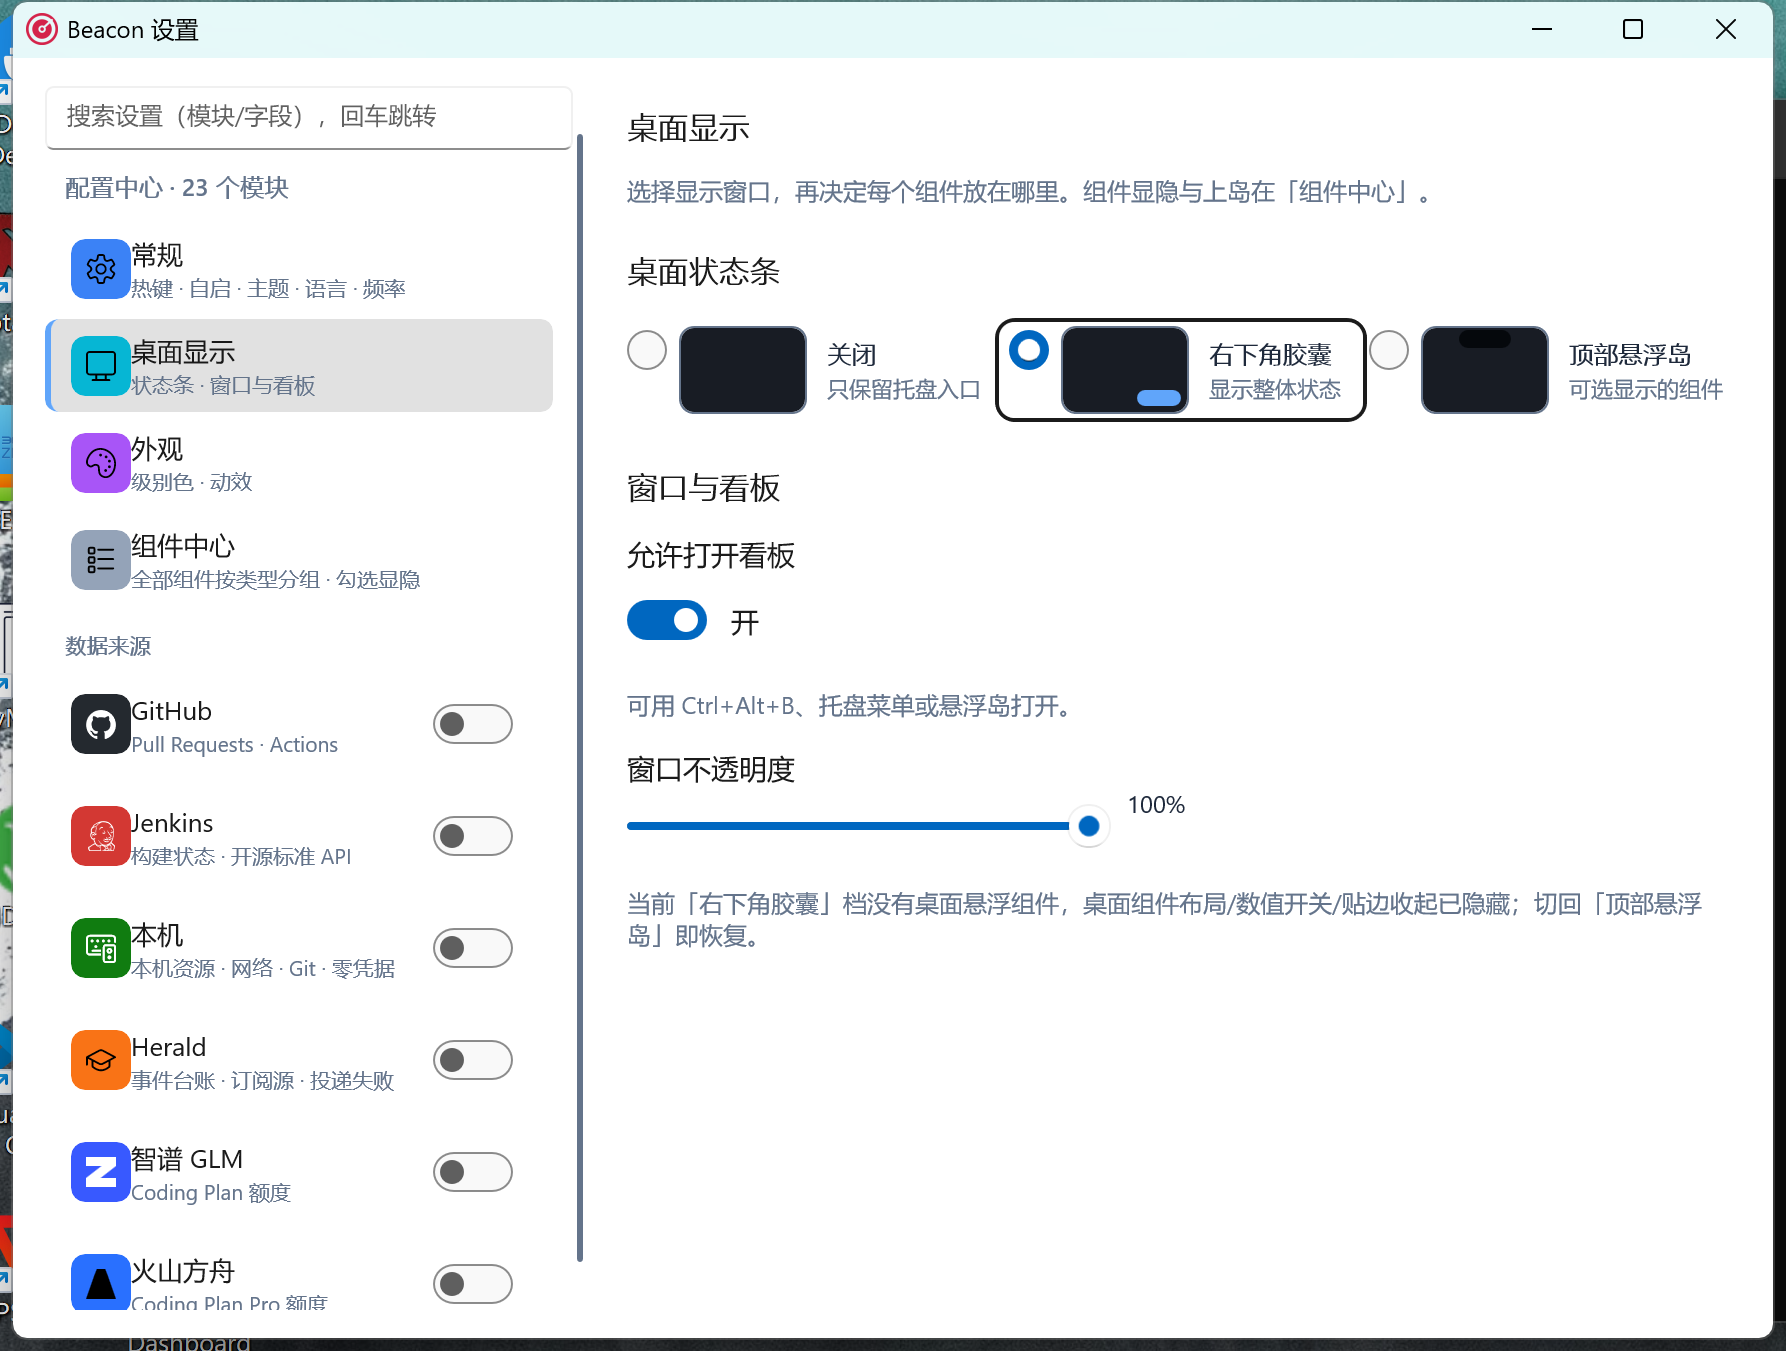 Beacon 设置
搜索设置（模块/字段），回车跳转
配置中心 · 23 个模块
常规
热键 · 自启 · 主题 · 语言 · 频率
桌面显示
状态条 · 窗口与看板
外观
级别色 · 动效
组件中心
全部组件按类型分组 · 勾选显隐
数据来源
GitHub
Pull Requests · Actions
Jenkins
构建状态 · 开源标准 API
本机
本机资源 · 网络 · Git · 零凭据
Herald
事件台账 · 订阅源 · 投递失败
智谱 GLM
Coding Plan 额度
火山方舟
Coding Plan Pro 额度
桌面显示
选择显示窗口，再决定每个组件放在哪里。组件显隐与上岛在「组件中心」。
桌面状态条
关闭
只保留托盘入口
右下角胶囊
显示整体状态
顶部悬浮岛
可选显示的组件
窗口与看板
允许打开看板
开
可用 Ctrl+Alt+B、托盘菜单或悬浮岛打开。
窗口不透明度
100%
当前「右下角胶囊」档没有桌面悬浮组件，桌面组件布局/数值开关/贴边收起已隐藏；切回「顶部悬浮
岛」即恢复。
Dashboard